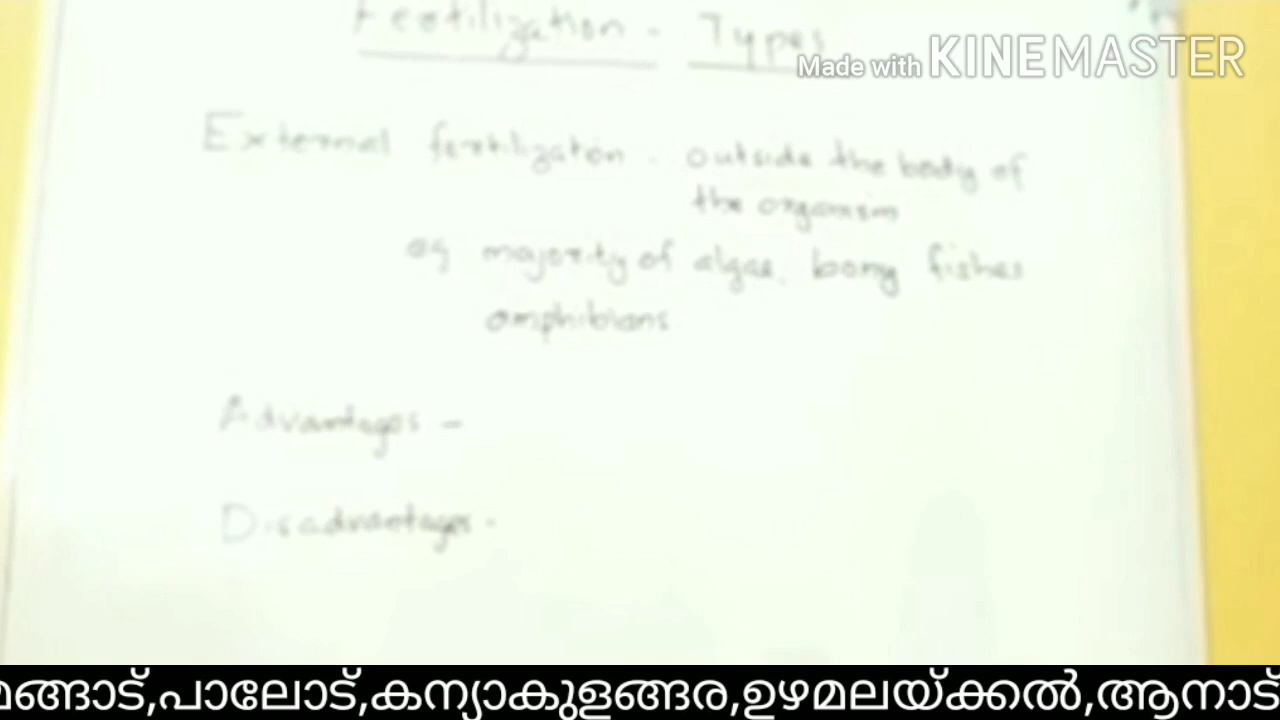 Fertilization - Types
Made with KINEMASTER
External fertilization - outside the body of
the organism
eg majority of algae, bony fishes
amphibians
Advantages -
Disadvantages -
മങ്ങാട്,പാലോട്,കന്യാകുളങ്ങര,ഉഴമലയ്ക്കൽ,ആനാട്